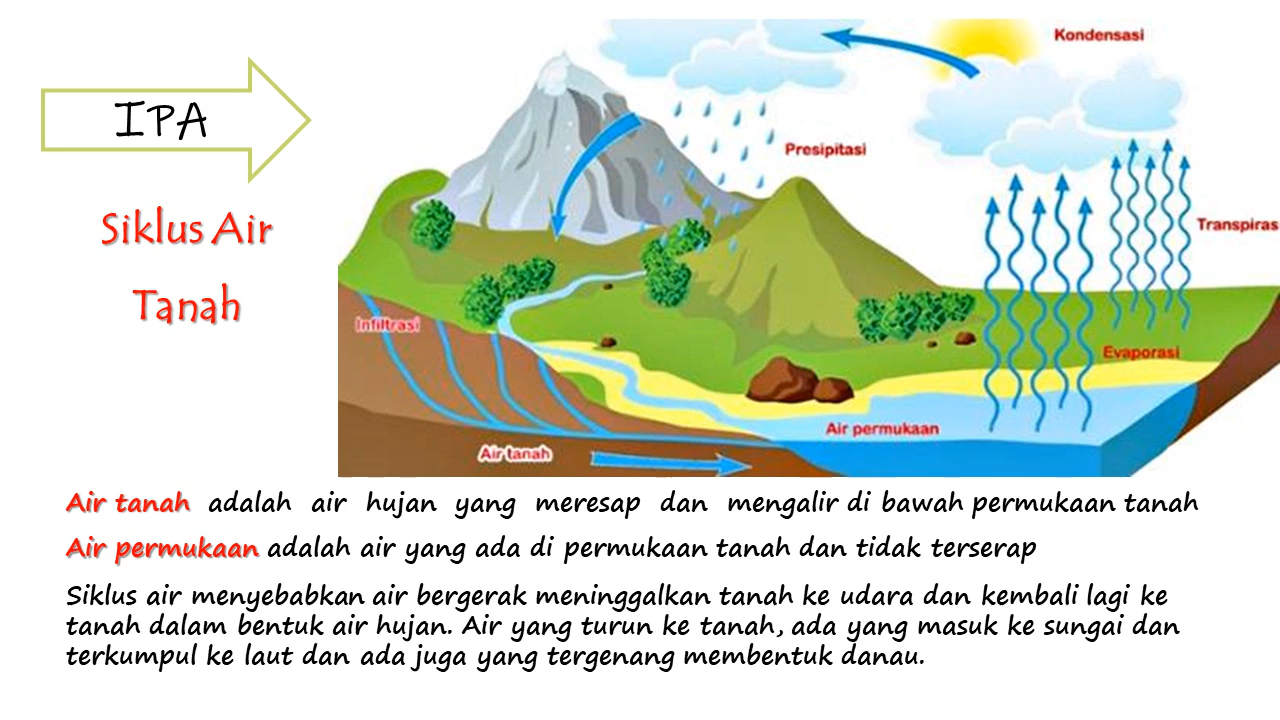 IPA
Siklus Air
Tanah
Kondensasi
Presipitasi
Transpiras
Infiltrasi
Evaporasi
Air permukaan
Air tanah
Air tanah adalah air hujan yang meresap dan mengalir di bawah permukaan tanah
Air permukaan adalah air yang ada di permukaan tanah dan tidak terserap
Siklus air menyebabkan air bergerak meninggalkan tanah ke udara dan kembali lagi ke
tanah dalam bentuk air hujan. Air yang turun ke tanah, ada yang masuk ke sungai dan
terkumpul ke laut dan ada juga yang tergenang membentuk danau.